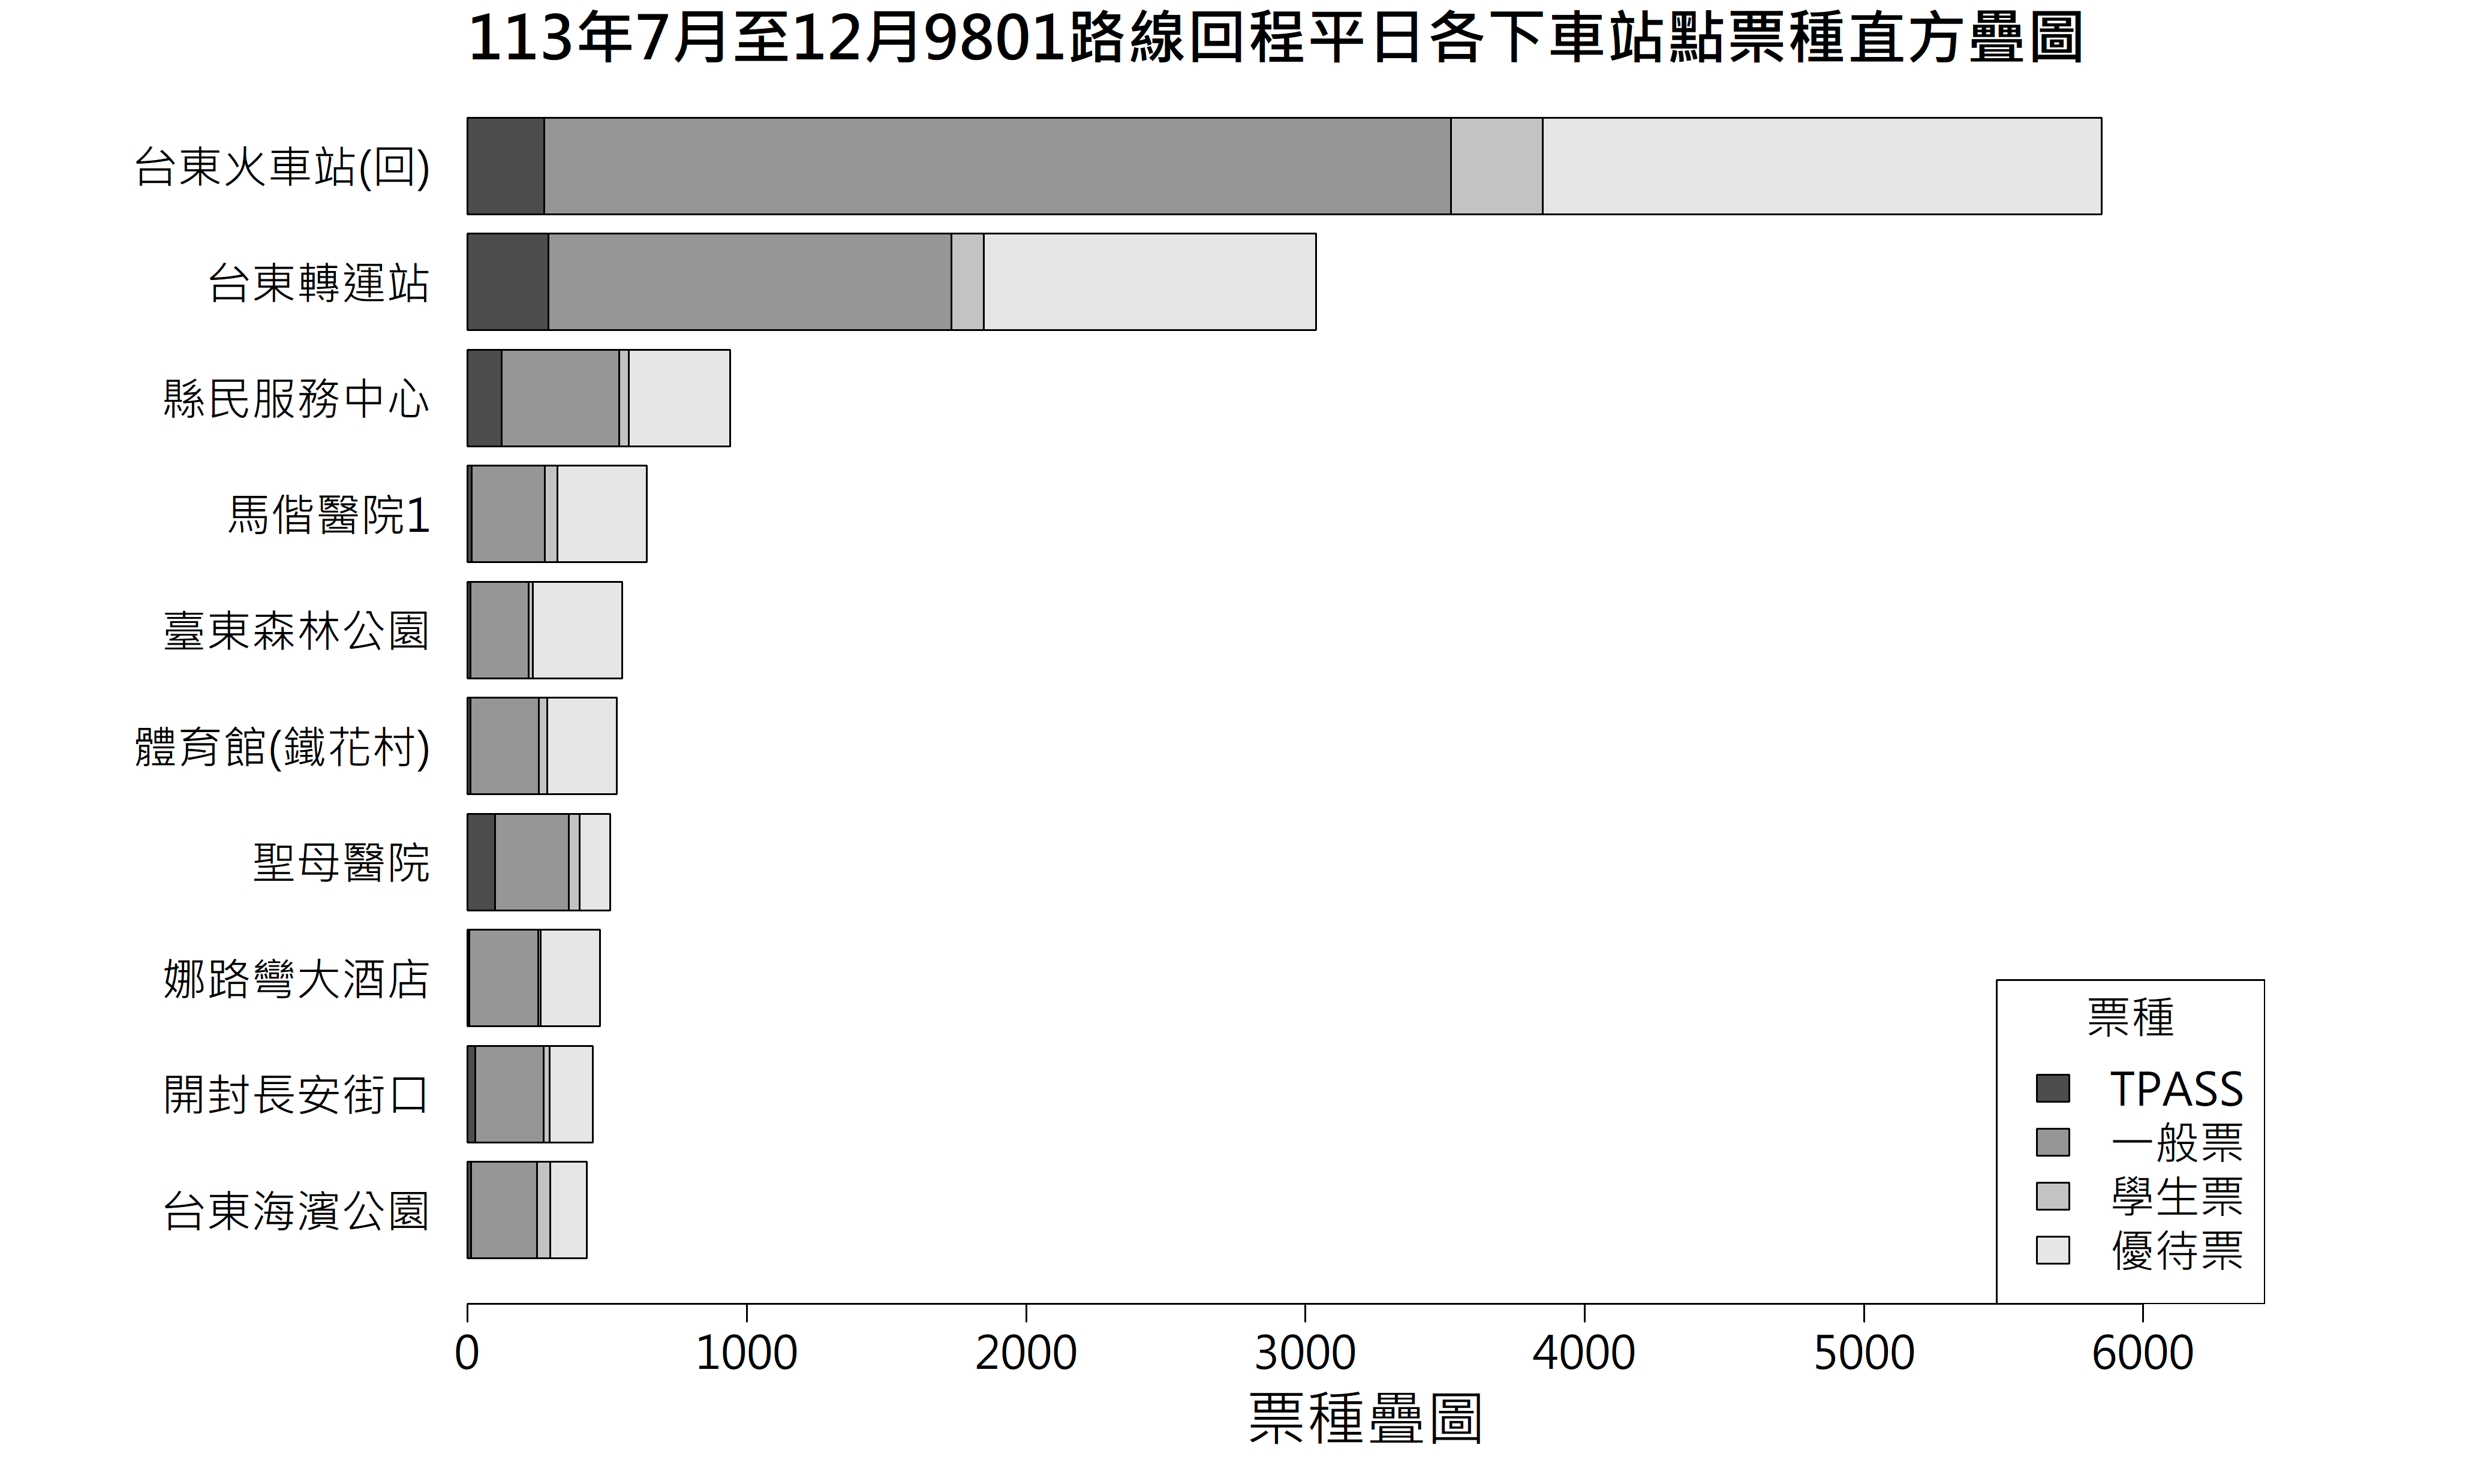 113年7月至12月9801路線回程平日各下車站點票種直方疊圖
台東火車站(回)
台東轉運站
縣民服務中心
馬偕醫院1
臺東森林公園
體育館(鐵花村)
聖母醫院
娜路彎大酒店
開封長安街口
台東海濱公園
票種
TPASS
一般票
學生票
優待票
0 1000 2000 3000 4000 5000 6000
票種疊圖